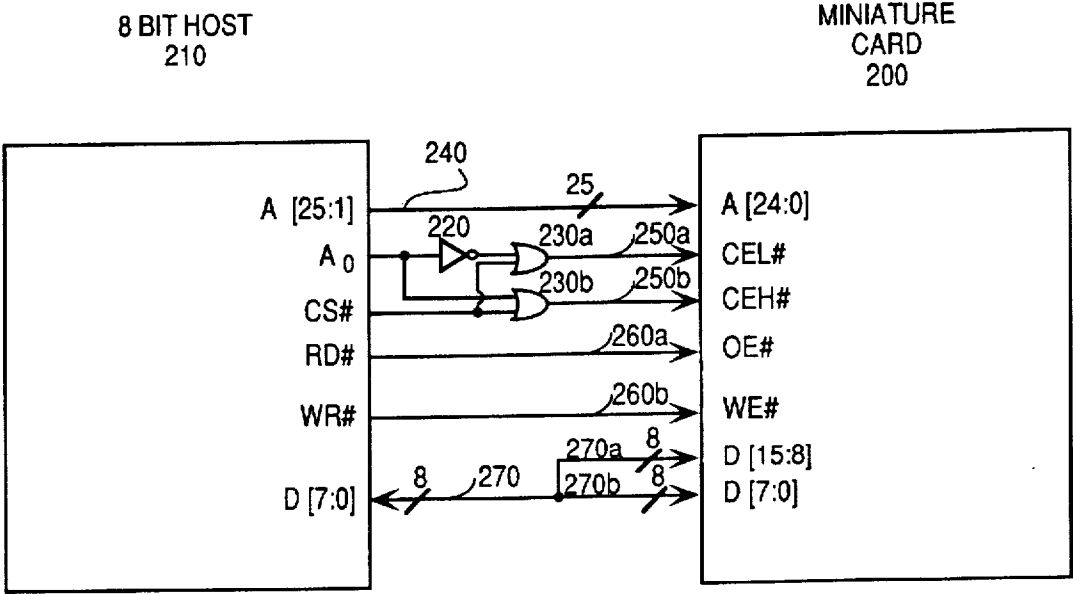 8 BIT HOST
210
MINIATURE
CARD
200
240
A [25:1]
25
A [24:0]
220
230a
250a
A 0
CEL#
230b
250b
CS#
CEH#
260a
RD#
OE#
260b
WR#
WE#
270a
8
D [15:8]
8
270
270b
8
D [7:0]
D [7:0]